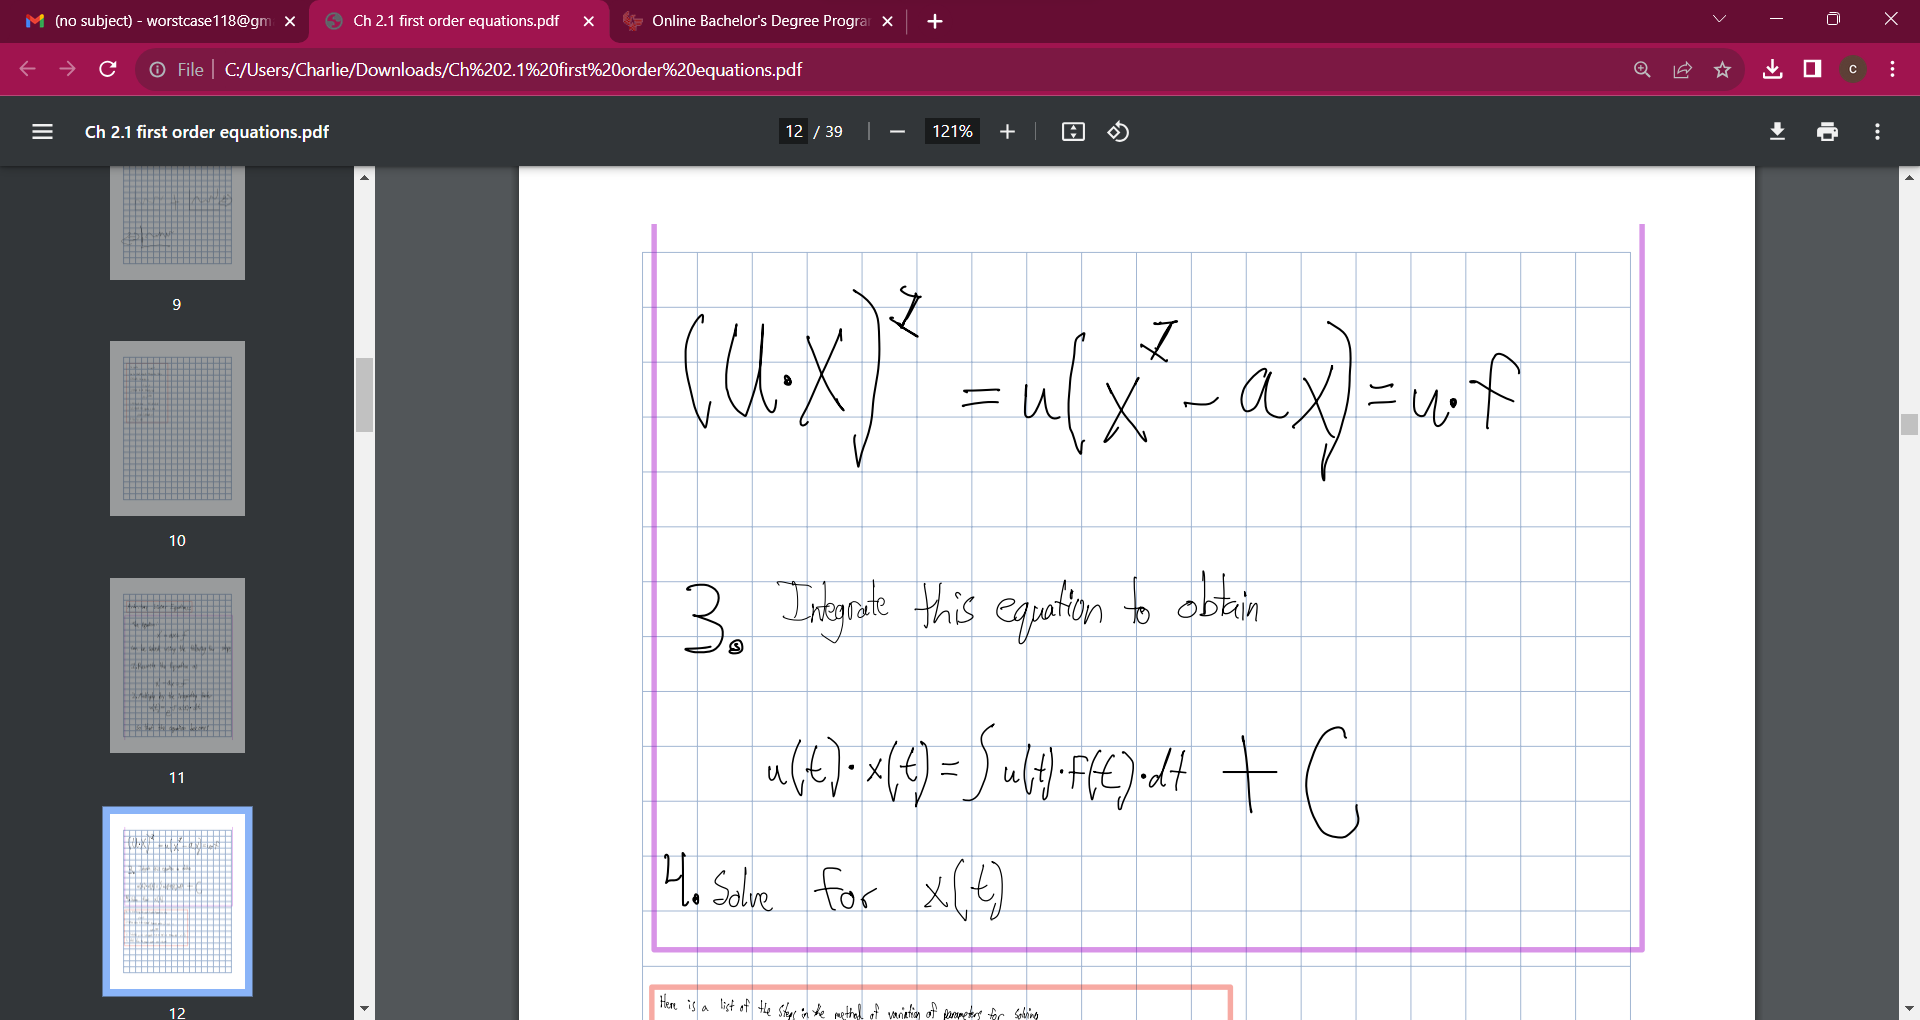 (no subject) - worstcase118@gm
Ch 2.1 first order equations.pdf
Online Bachelor's Degree Progra
File
C:/Users/Charlie/Downloads/Ch%202.1%20first%20order%20equations.pdf
C
Ch 2.1 first order equations.pdf
12 / 39
121%
9
10
11
12
(u·x)' = u(x' - ax) = u·f
3. Integrate this equation to obtain
u(t)·x(t) = ∫ u(t)·f(t)·dt + C
4. Solve for x(t)
Here is a list of the steps in the method of variation of parameters for solving